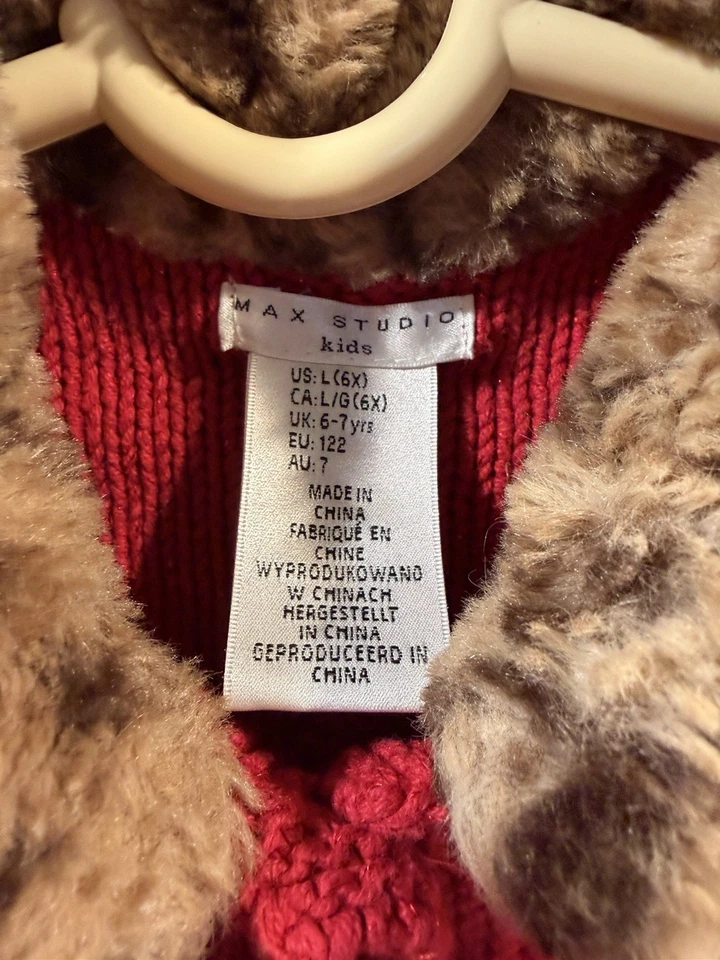 MAX STUDIO
kids
US: L(6X)
CA: L/G(6X)
UK: 6-7yrs
EU: 122
AU: 7
MADE IN
CHINA
FABRIQUÉ EN
CHINE
WYPRODUKOWANO
W CHINACH
HERGESTELLT
IN CHINA
GEPRODUCEERD IN
CHINA